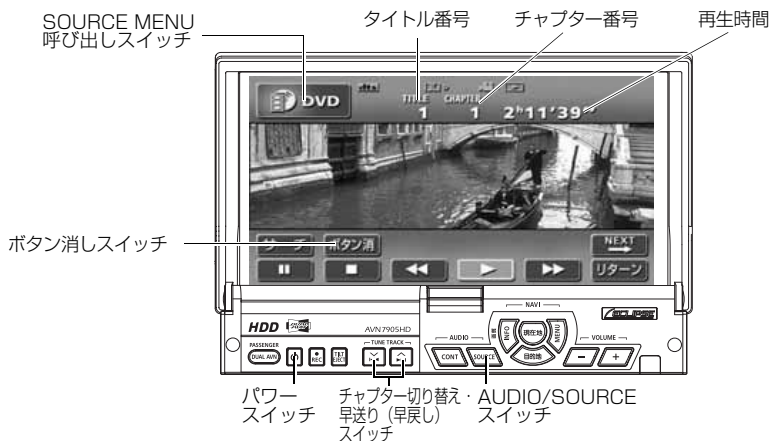 SOURCE MENU
呼び出しスイッチ
タイトル番号
チャプター番号
再生時間
DVD
dts
TITLE
CHAPTER
1
1
2h11'39"
ボタン消しスイッチ
サーチ
ボタン消
NEXT
リターン
HDD
AVN7905HD
PASSENGER
DUAL AVN
REC
TILT
EJECT
TUNE TRACK
AUDIO
CONT
SOURCE
NAVI
INFO
現在地
MENU
目的地
ECLIPSE
VOLUME
パワー
スイッチ
チャプター切り替え・
早送り（早戻し）
スイッチ
AUDIO/SOURCE
スイッチ